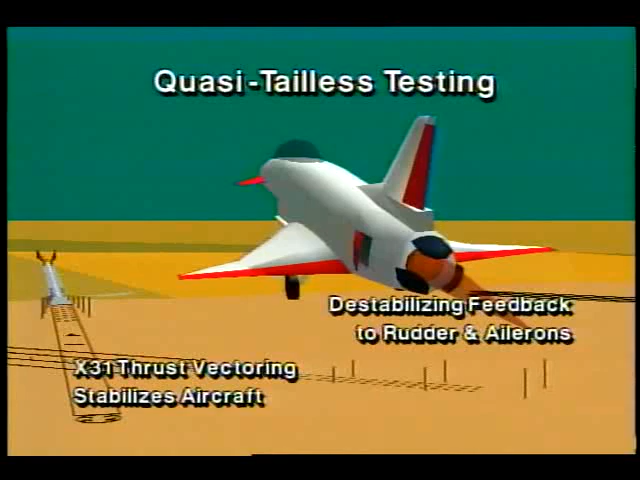 Quasi-Tailless Testing
Destabilizing Feedback
to Rudder & Ailerons
X31 Thrust Vectoring
Stabilizes Aircraft